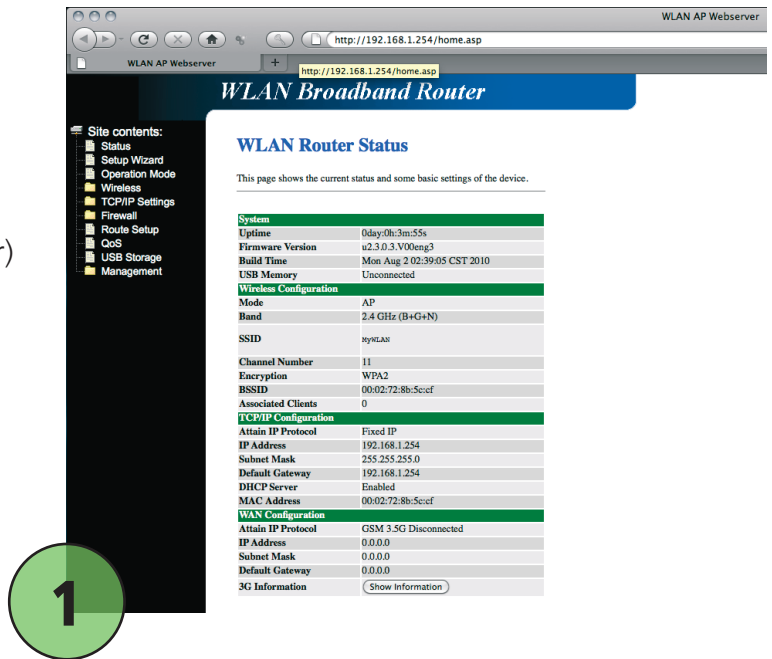 WLAN AP Webserver
http://192.168.1.254/home.asp
WLAN AP Webserver
+
http://192.168.1.254/home.asp
WLAN Broadband Router
Site contents:
Status
Setup Wizard
Operation Mode
Wireless
TCP/IP Settings
Firewall
Route Setup
QoS
USB Storage
Management
r)
WLAN Router Status
This page shows the current status and some basic settings of the device.
System
Uptime 0day:0h:3m:55s
Firmware Version u2.3.0.3.V00eng3
Build Time Mon Aug 2 02:39:05 CST 2010
USB Memory Unconnected
Wireless Configuration
Mode AP
Band 2.4 GHz (B+G+N)
SSID MyWLAN
Channel Number 11
Encryption WPA2
BSSID 00:02:72:8b:5c:cf
Associated Clients 0
TCP/IP Configuration
Attain IP Protocol Fixed IP
IP Address 192.168.1.254
Subnet Mask 255.255.255.0
Default Gateway 192.168.1.254
DHCP Server Enabled
MAC Address 00:02:72:8b:5c:cf
WAN Configuration
Attain IP Protocol GSM 3.5G Disconnected
IP Address 0.0.0.0
Subnet Mask 0.0.0.0
Default Gateway 0.0.0.0
3G Information Show Information
1